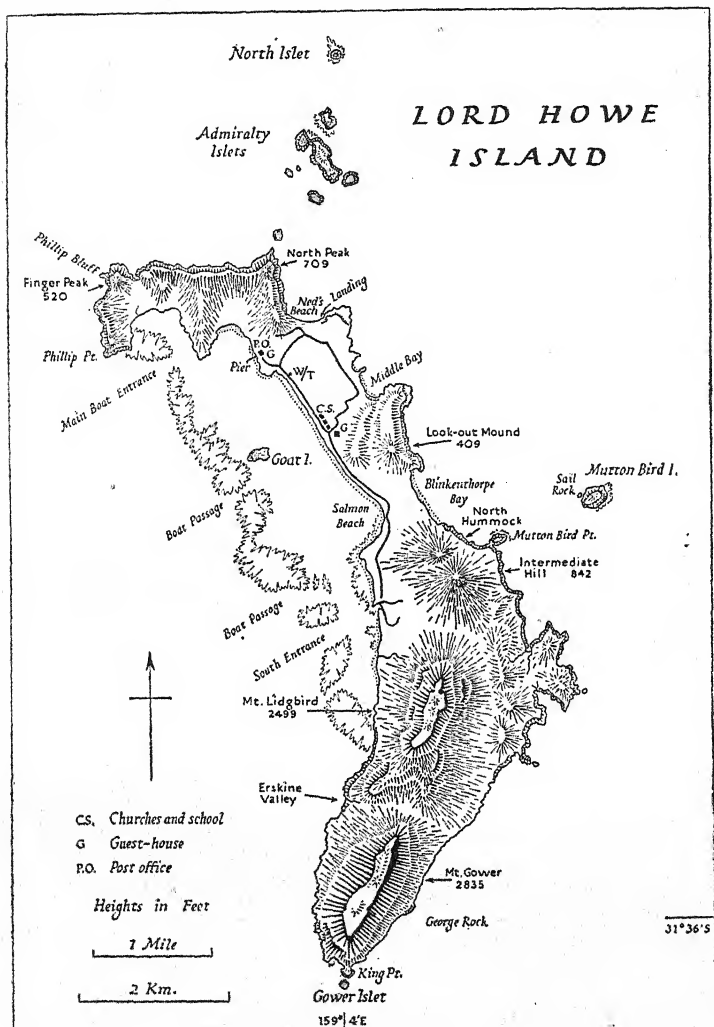 North Islet
LORD HOWE
ISLAND
Admiralty
Islets
Phillip Bluff
North Peak
709
Finger Peak
520
Ned's
Beach
Landing
Phillip Pt.
P.O.
G
Pier
W/T
Middle Bay
Main Boat Entrance
C.S.
G
Look-out Mound
409
Goat I.
Sail
Rock
Mutton Bird I.
Blinkenthorpe
Bay
Boat Passage
Salmon
Beach
North
Hummock
Mutton Bird Pt.
Intermediate
Hill 842
Boat Passage
South Entrance
Mt. Lidgbird
2499
Erskine
Valley
C.S. Churches and school
G Guest-house
P.O. Post office
Mt. Gower
2835
Heights in Feet
George Rock
31°36'S
1 Mile
King Pt.
2 Km.
Gower Islet
159° 4'E